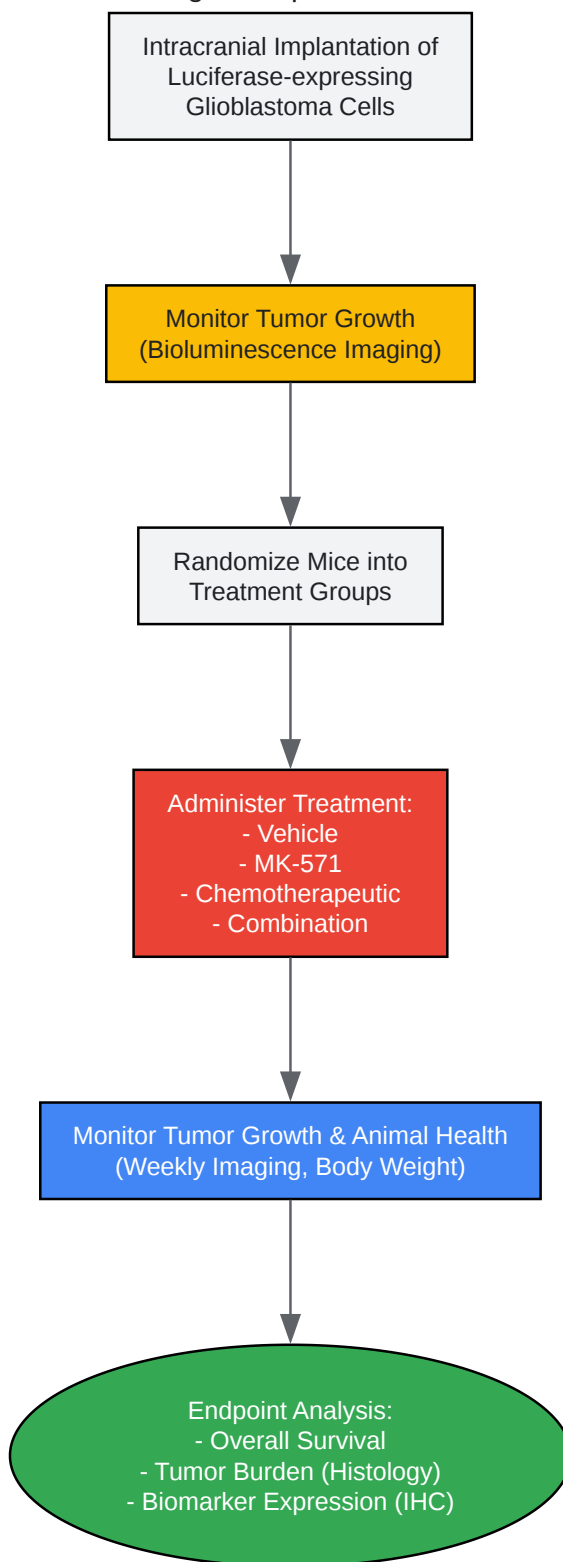 Intracranial Implantation of
Luciferase-expressing
Glioblastoma Cells
Monitor Tumor Growth
(Bioluminescence Imaging)
Randomize Mice into
Treatment Groups
Administer Treatment:
- Vehicle
- MK-571
- Chemotherapeutic
- Combination
Monitor Tumor Growth & Animal Health
(Weekly Imaging, Body Weight)
Endpoint Analysis:
- Overall Survival
- Tumor Burden (Histology)
- Biomarker Expression (IHC)